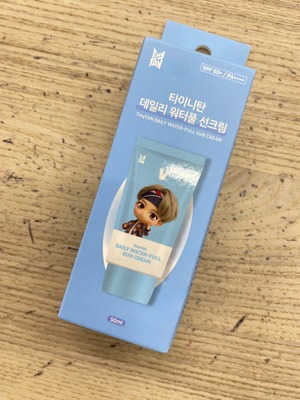 SPF 50+ / PA++++
타이니탄
데일리 워터풀 선크림
TinyTAN DAILY WATER-FULL SUN CREAM
TinyTAN
DAILY WATER-FULL
SUN CREAM
50ml